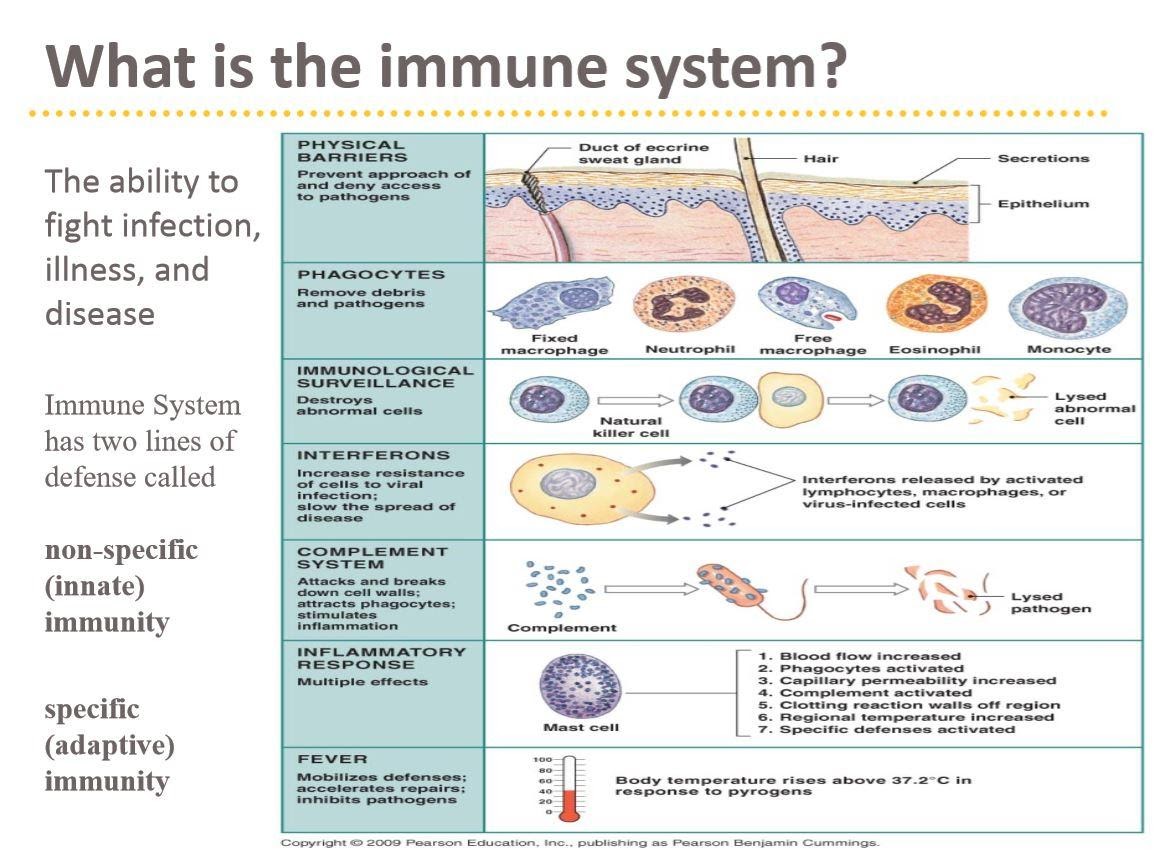 What is the immune system?
The ability to
fight infection,
illness, and
disease
Immune System
has two lines of
defense called
non-specific
(innate)
immunity
specific
(adaptive)
immunity
PHYSICAL
BARRIERS
Prevent approach of
and deny access
to pathogens
Duct of eccrine
sweat gland
Hair
Secretions
Epithelium
PHAGOCYTES
Remove debris
and pathogens
Fixed
macrophage
Neutrophil
Free
macrophage
Eosinophil
Monocyte
IMMUNOLOGICAL
SURVEILLANCE
Destroys
abnormal cells
Natural
killer cell
Lysed
abnormal
cell
INTERFERONS
Increase resistance
of cells to viral
infection;
slow the spread of
disease
Interferons released by activated
lymphocytes, macrophages, or
virus-infected cells
COMPLEMENT
SYSTEM
Attacks and breaks
down cell walls;
attracts phagocytes;
stimulates
inflammation
Complement
Lysed
pathogen
INFLAMMATORY
RESPONSE
Multiple effects
Mast cell
1. Blood flow increased
2. Phagocytes activated
3. Capillary permeability increased
4. Complement activated
5. Clotting reaction walls off region
6. Regional temperature increased
7. Specific defenses activated
FEVER
Mobilizes defenses;
accelerates repairs;
inhibits pathogens
100
80
60
40
20
0
Body temperature rises above 37.2°C in
response to pyrogens
Copyright © 2009 Pearson Education, Inc., publishing as Pearson Benjamin Cummings.